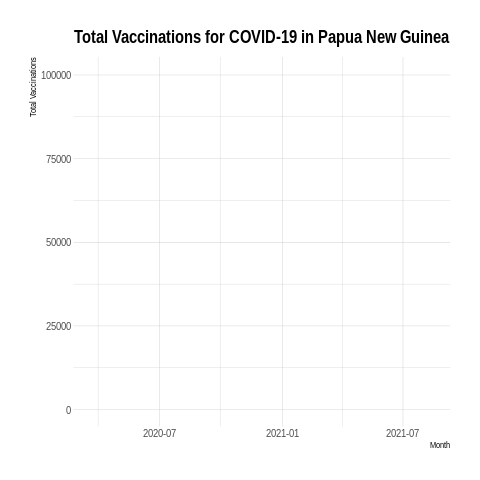 Total Vaccinations for COVID-19 in Papua New Guinea
Total Vaccinations
100000
75000
50000
25000
0
2020-07
2021-01
2021-07
Month